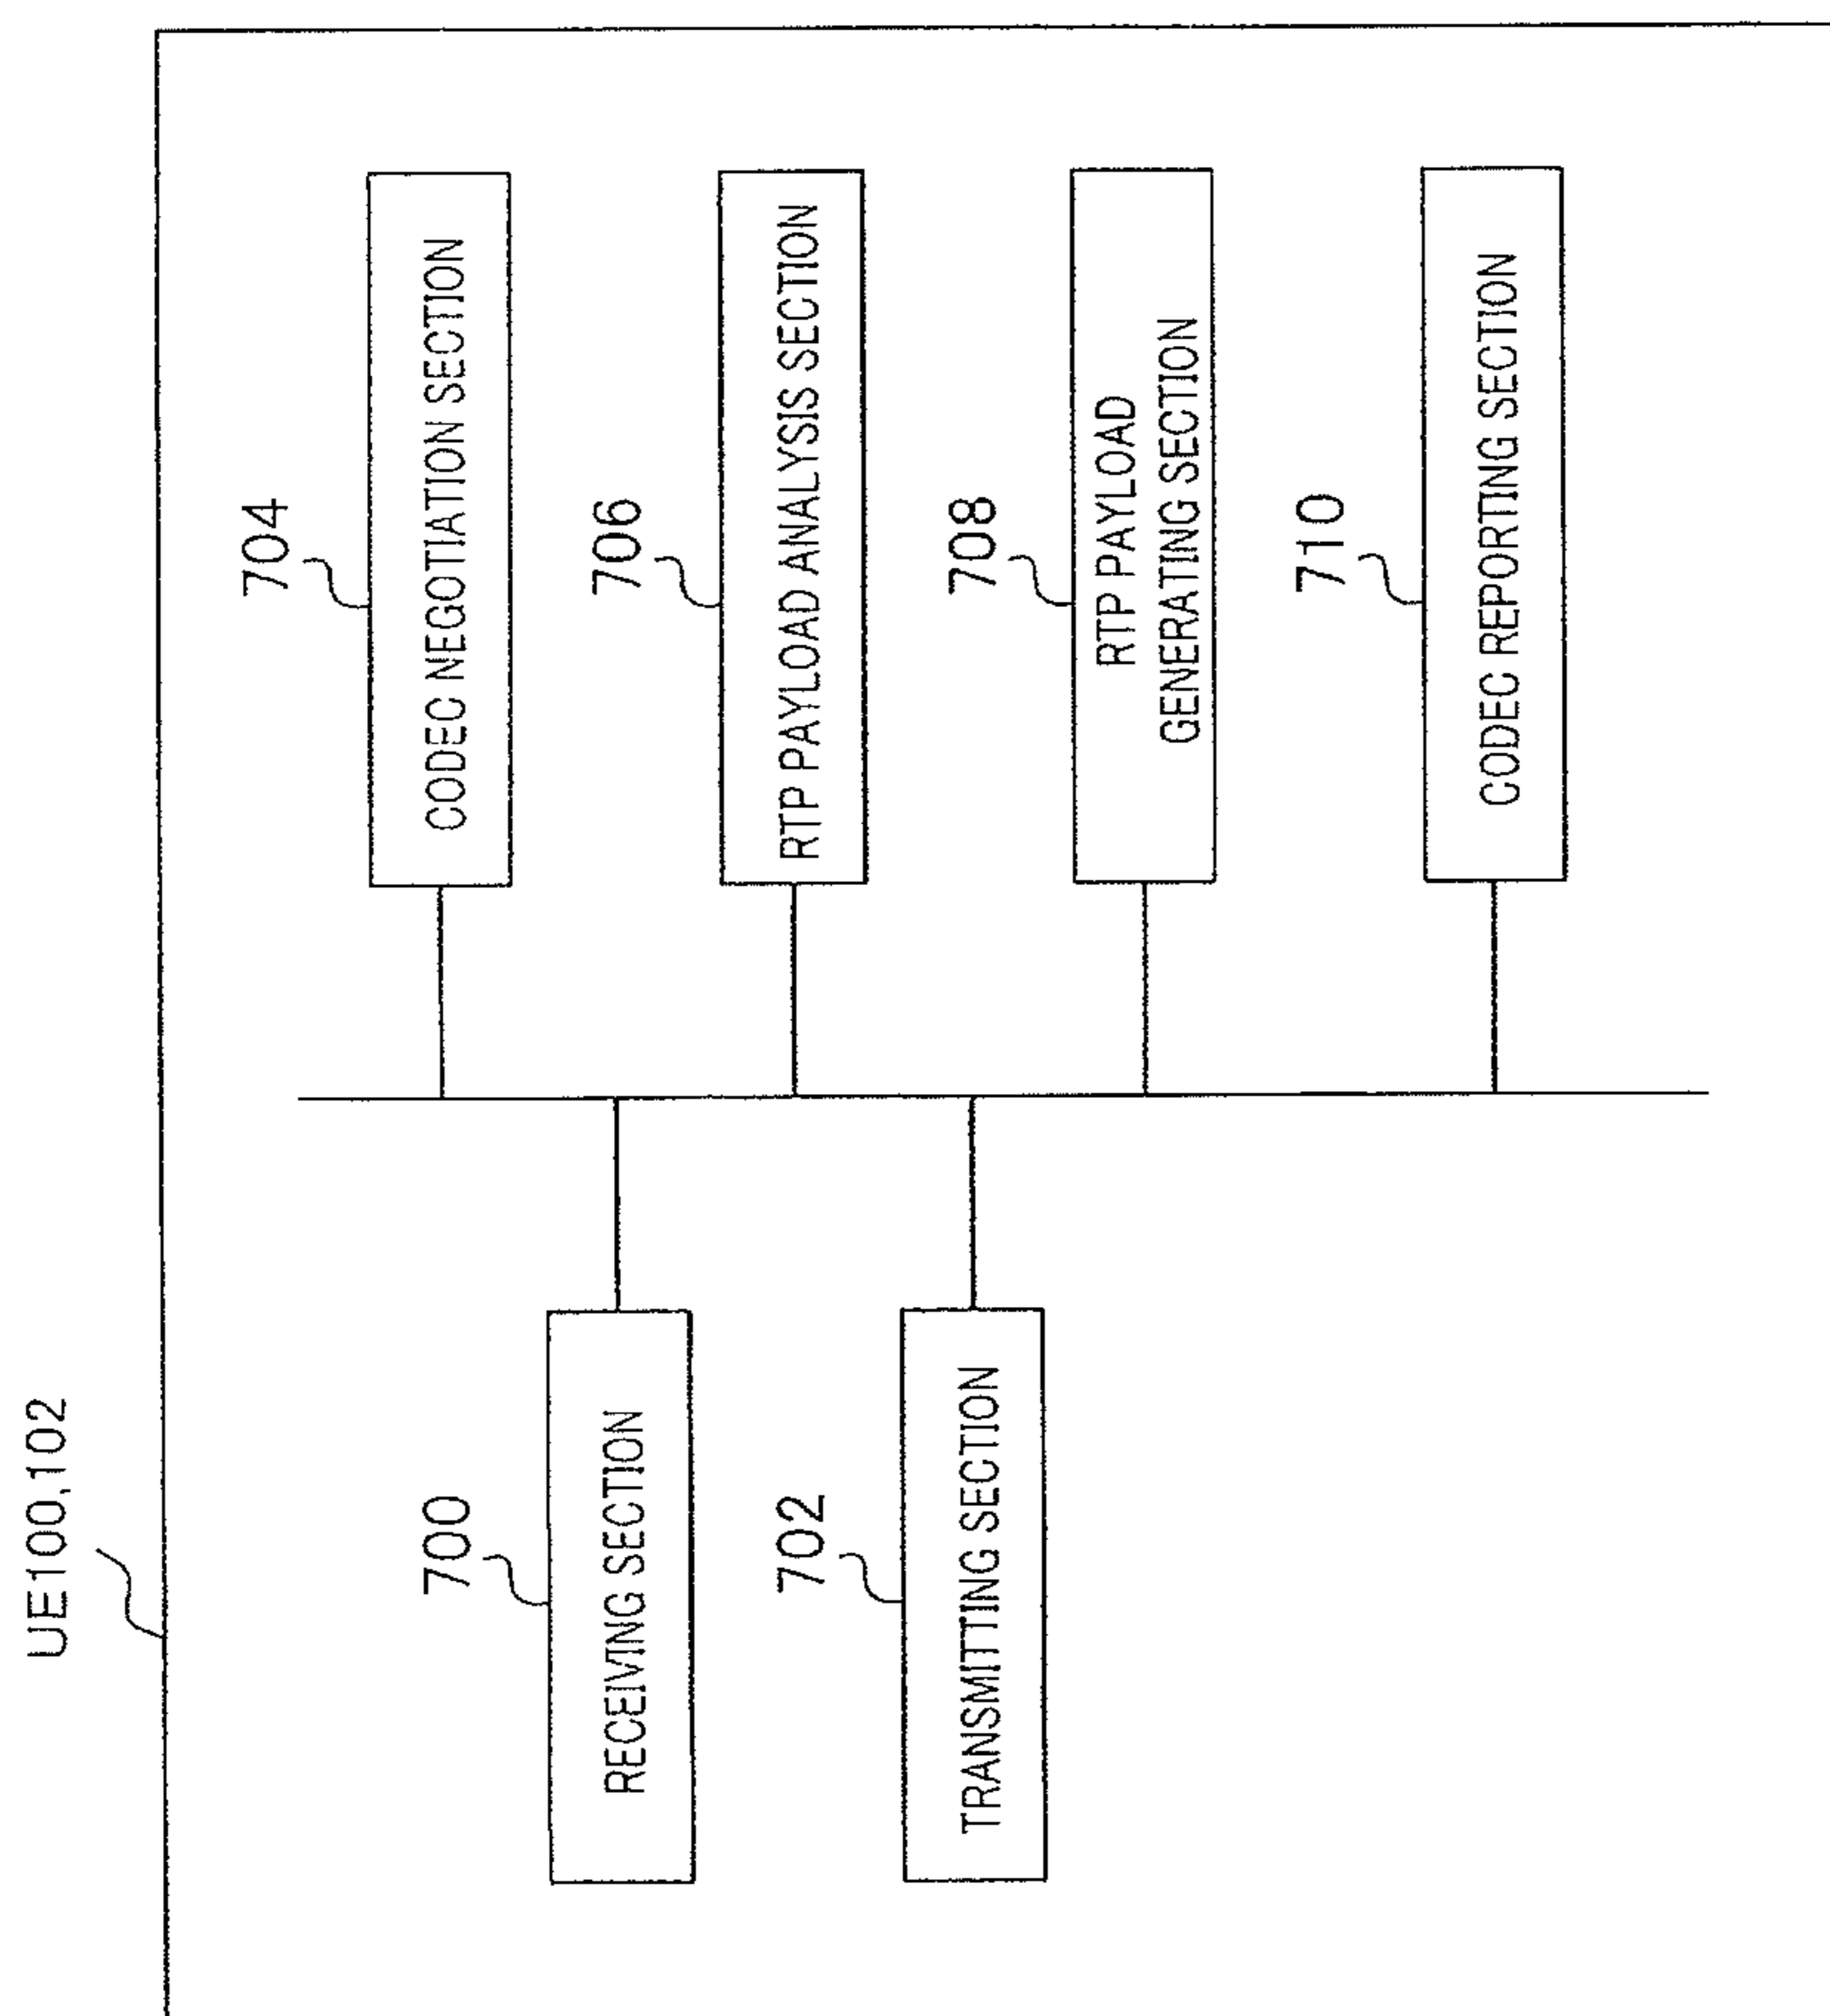 UE100,102
700
RECEIVING SECTION
702
TRANSMITTING SECTION
704
CODEC NEGOTIATION SECTION
706
RTP PAYLOAD ANALYSIS SECTION
708
RTP PAYLOAD
GENERATING SECTION
710
CODEC REPORTING SECTION